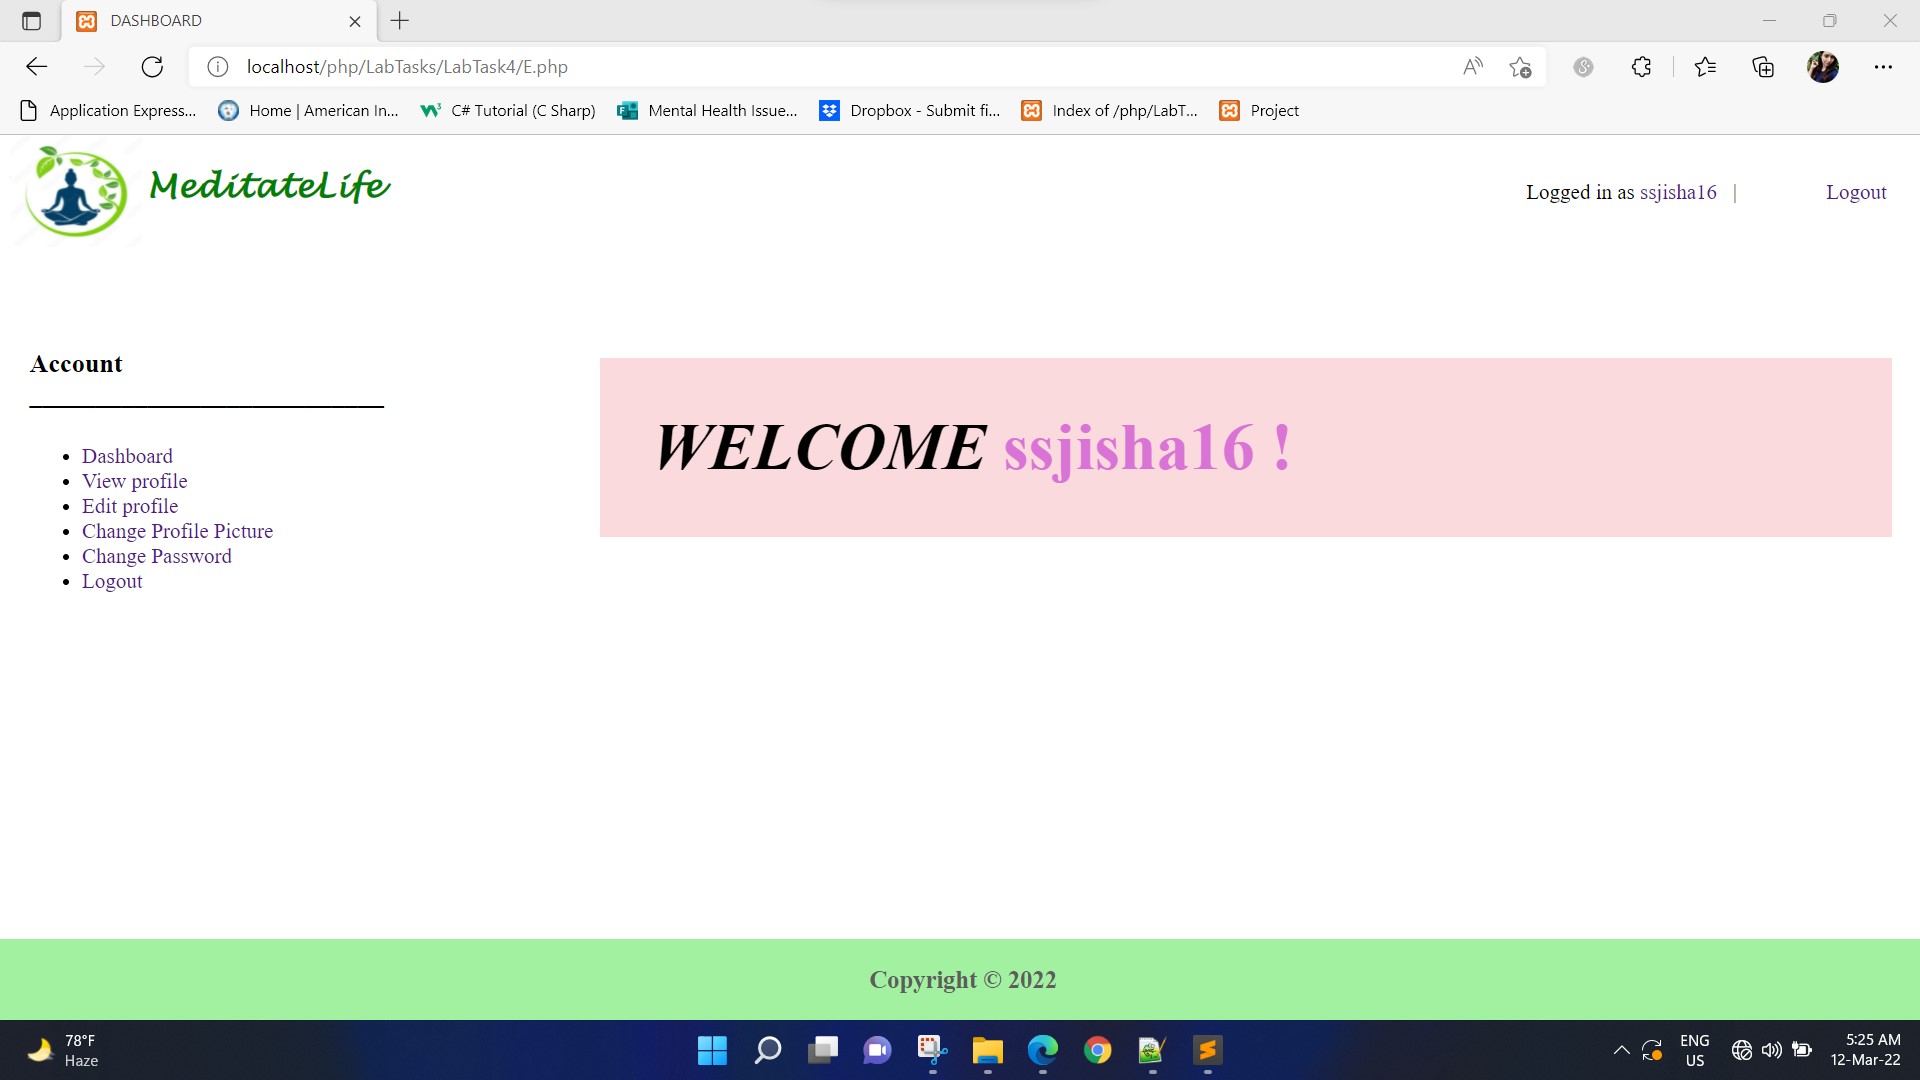 DASHBOARD
localhost/php/LabTasks/LabTask4/E.php
Application Express...
Home | American In...
C# Tutorial (C Sharp)
Mental Health Issue...
Dropbox - Submit fi...
Index of /php/LabT...
Project
MeditateLife
Logged in as ssjisha16 | Logout
Account
WELCOME ssjisha16 !
Dashboard
View profile
Edit profile
Change Profile Picture
Change Password
Logout
Copyright © 2022
78°F
Haze
ENG
US
5:25 AM
12-Mar-22